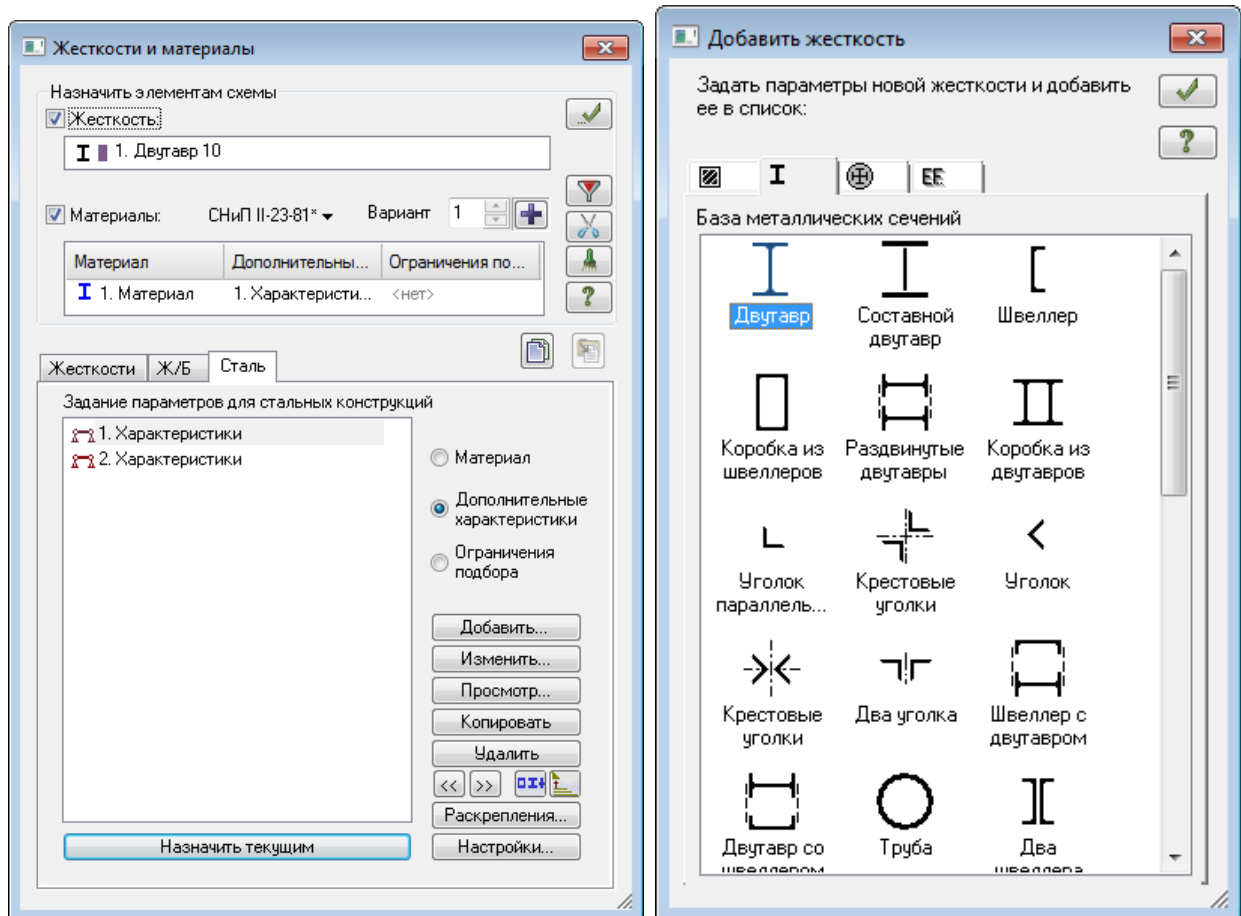 Жесткости и материалы
Назначить элементам схемы
Жесткость:
1. Двутавр 10
Материалы:
СНиП II-23-81*
Вариант
1
Материал
Дополнительны...
Ограничения по...
1. Материал
1. Характеристи...
<нет>
Жесткости
Ж/Б
Сталь
Задание параметров для стальных конструкций
1. Характеристики
2. Характеристики
Материал
Дополнительные
характеристики
Ограничения
подбора
Добавить...
Изменить...
Просмотр...
Копировать
Удалить
<<
>>
Раскрепления...
Назначить текущим
Настройки...
Добавить жесткость
Задать параметры новой жесткости и добавить
ее в список:
База металлических сечений
Двутавр
Составной
двутавр
Швеллер
Коробка из
швеллеров
Раздвинутые
двутавры
Коробка из
двутавров
Уголок
параллель...
Крестовые
уголки
Уголок
Крестовые
уголки
Два уголка
Швеллер с
двутавром
Двутавр со
швеллером
Труба
Два
швеллера